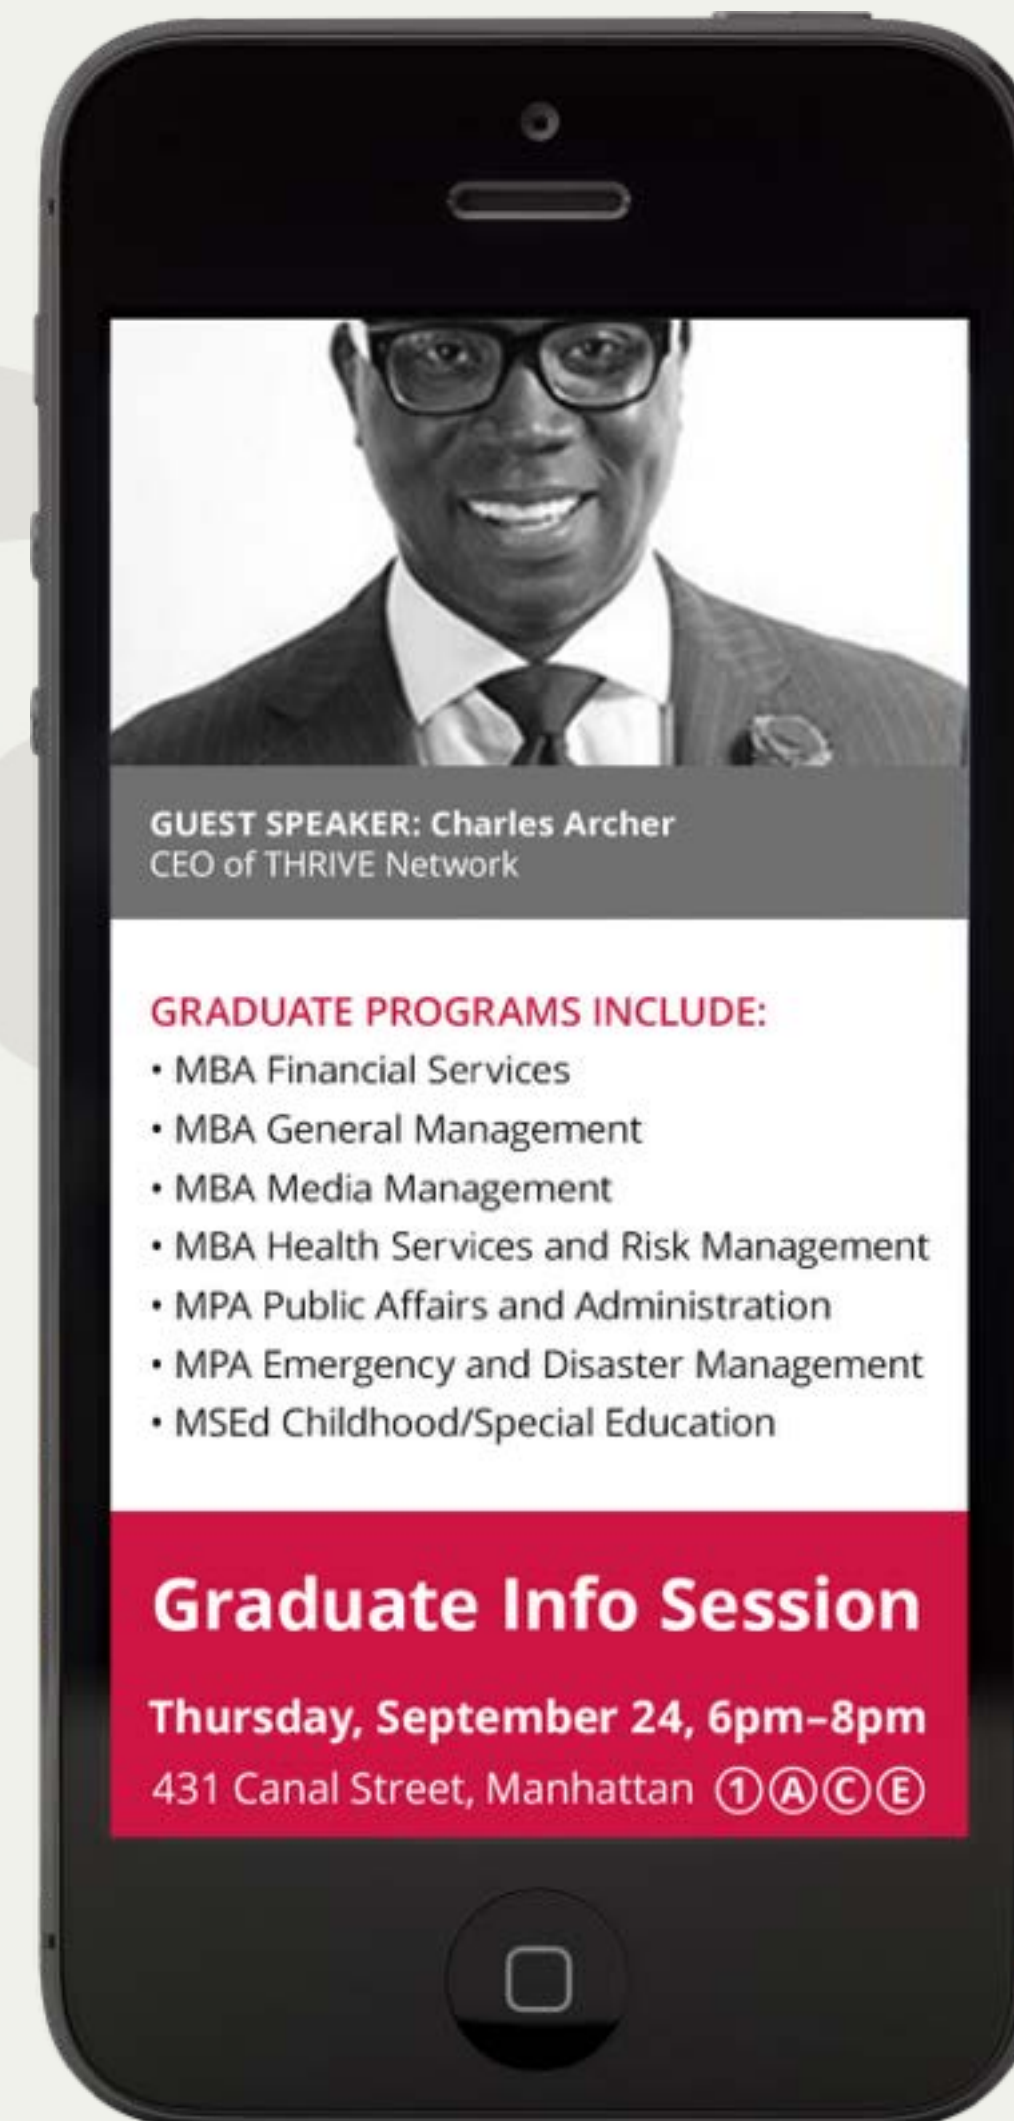 GUEST SPEAKER: Charles Archer
CEO of THRIVE Network
GRADUATE PROGRAMS INCLUDE:
• MBA Financial Services
• MBA General Management
• MBA Media Management
• MBA Health Services and Risk Management
• MPA Public Affairs and Administration
• MPA Emergency and Disaster Management
• MSEd Childhood/Special Education
Graduate Info Session
Thursday, September 24, 6pm–8pm
431 Canal Street, Manhattan 1 A C E